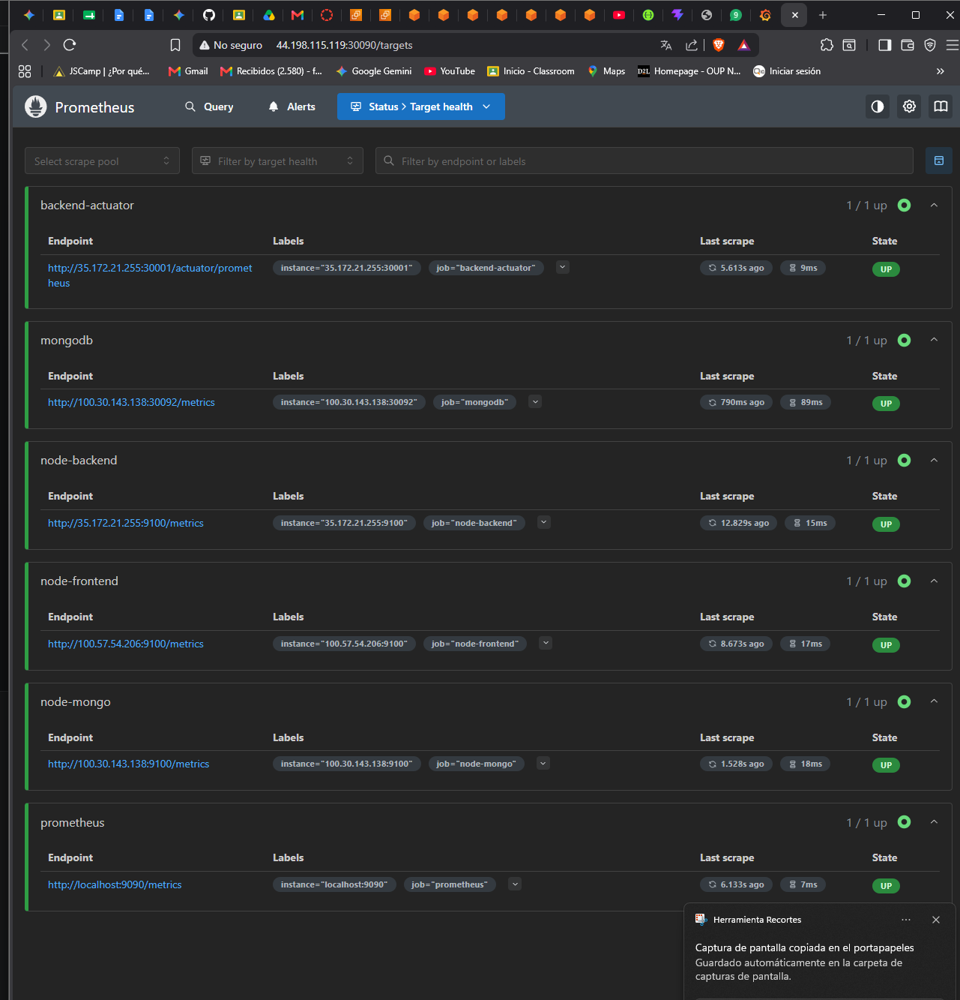 9
No seguro 44.198.115.119:30090/targets
JSCamp | ¿Por qué... Gmail Recibidos (2.580) - f... Google Gemini YouTube Inicio - Classroom Maps D2L Homepage - OUP N... Iniciar sesión
Prometheus Query Alerts Status > Target health
Select scrape pool Filter by target health Filter by endpoint or labels
backend-actuator 1 / 1 up
Endpoint Labels Last scrape State
http://35.172.21.255:30001/actuator/promet instance="35.172.21.255:30001" job="backend-actuator" 5.613s ago 9ms UP
heus
mongodb 1 / 1 up
Endpoint Labels Last scrape State
http://100.30.143.138:30092/metrics instance="100.30.143.138:30092" job="mongodb" 790ms ago 89ms UP
node-backend 1 / 1 up
Endpoint Labels Last scrape State
http://35.172.21.255:9100/metrics instance="35.172.21.255:9100" job="node-backend" 12.829s ago 15ms UP
node-frontend 1 / 1 up
Endpoint Labels Last scrape State
http://100.57.54.206:9100/metrics instance="100.57.54.206:9100" job="node-frontend" 8.673s ago 17ms UP
node-mongo 1 / 1 up
Endpoint Labels Last scrape State
http://100.30.143.138:9100/metrics instance="100.30.143.138:9100" job="node-mongo" 1.528s ago 18ms UP
prometheus 1 / 1 up
Endpoint Labels Last scrape State
http://localhost:9090/metrics instance="localhost:9090" job="prometheus" 6.133s ago 7ms UP
Herramienta Recortes
Captura de pantalla copiada en el portapapeles
Guardado automáticamente en la carpeta de
capturas de pantalla.